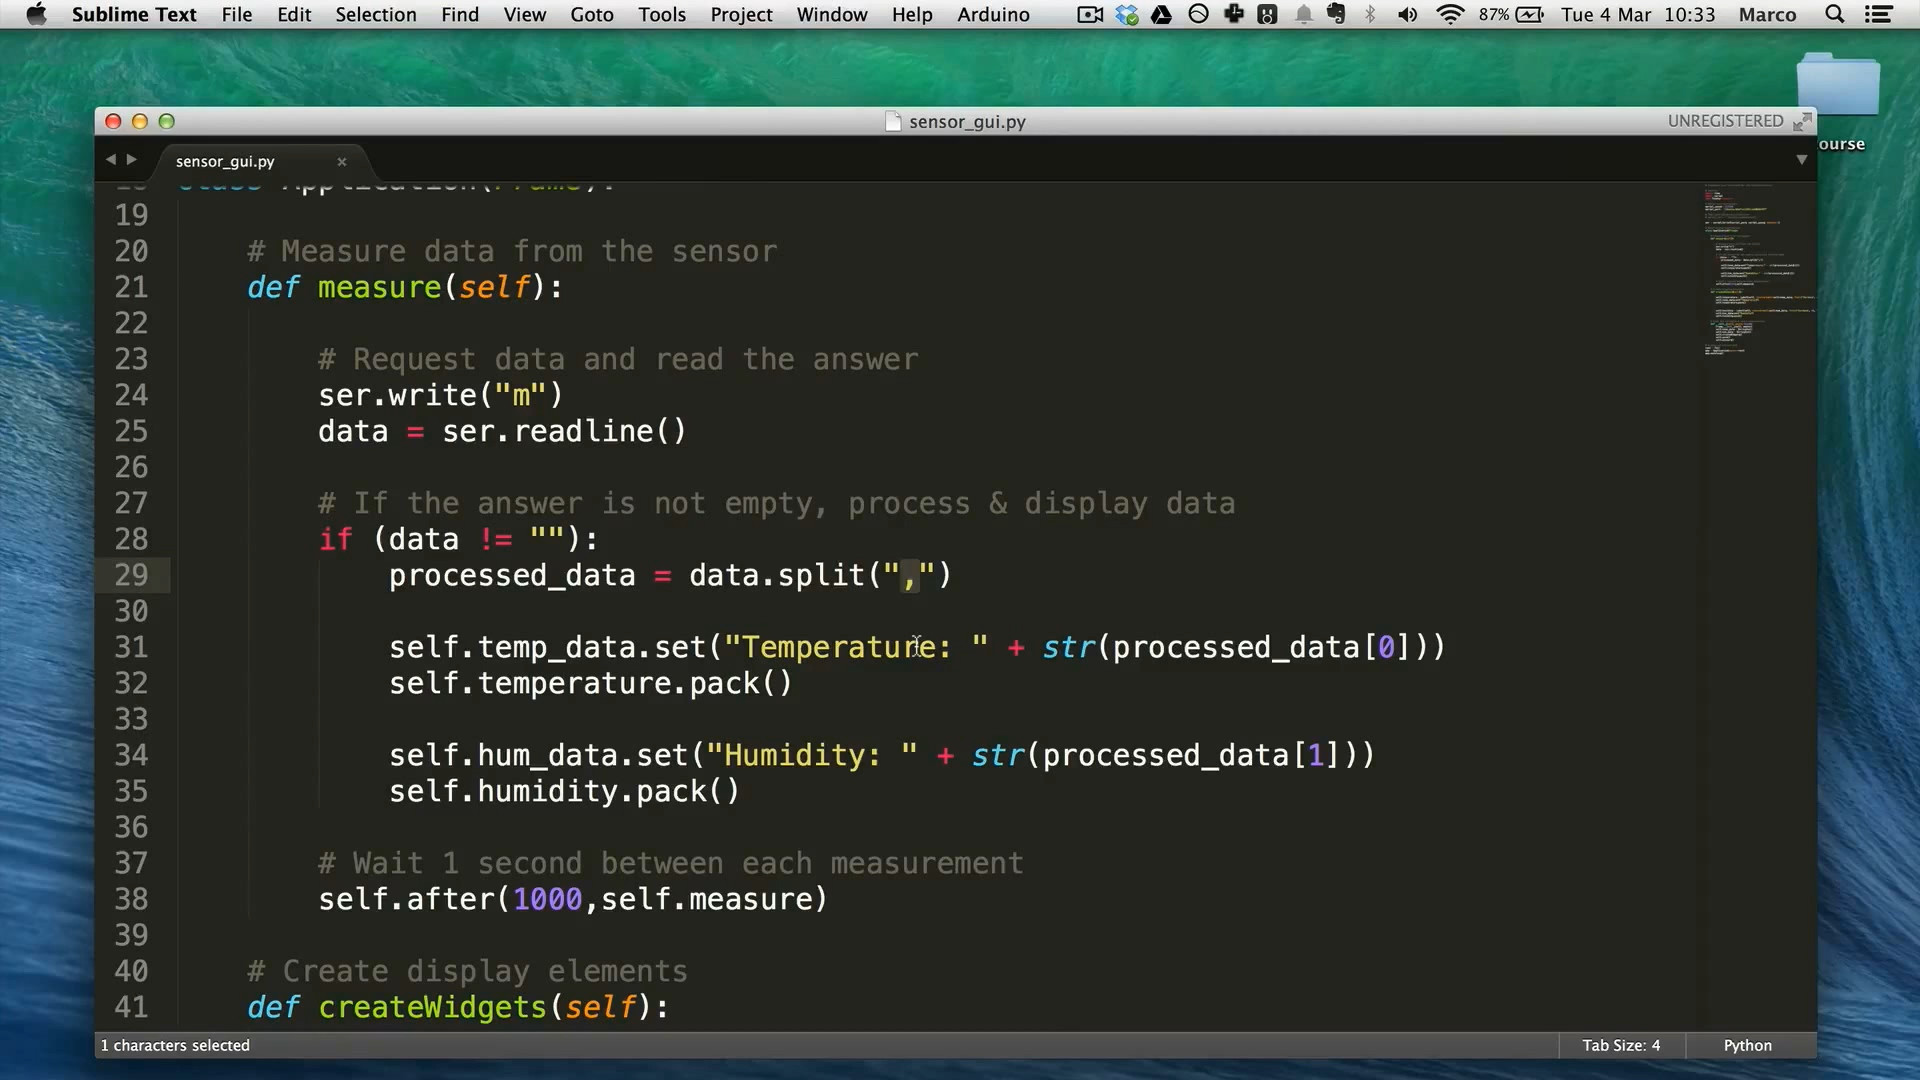 Sublime Text File Edit Selection Find View Goto Tools Project Window Help Arduino 87% Tue 4 Mar 10:33 Marco
sensor_gui.py UNREGISTERED
ourse
sensor_gui.py
class Application(Frame):
19
20 # Measure data from the sensor
21 def measure(self):
22
23 # Request data and read the answer
24 ser.write("m")
25 data = ser.readline()
26
27 # If the answer is not empty, process & display data
28 if (data != ""):
29 processed_data = data.split(",")
30
31 self.temp_data.set("Temperature: " + str(processed_data[0]))
32 self.temperature.pack()
33
34 self.hum_data.set("Humidity: " + str(processed_data[1]))
35 self.humidity.pack()
36
37 # Wait 1 second between each measurement
38 self.after(1000,self.measure)
39
40 # Create display elements
41 def createWidgets(self):
1 characters selected Tab Size: 4 Python